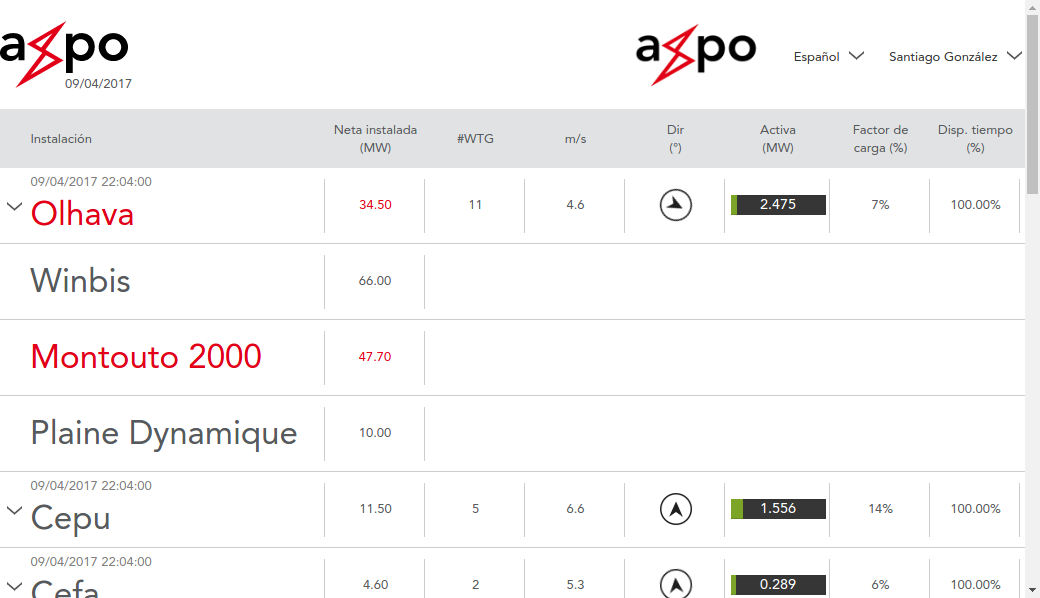 axpo
09/04/2017
axpo
Español
Santiago González
Instalación
Neta instalada
(MW)
#WTG
m/s
Dir
(°)
Activa
(MW)
Factor de
carga (%)
Disp. tiempo
(%)
09/04/2017 22:04:00
Olhava
34.50
11
4.6
2.475
7%
100.00%
Winbis
66.00
Montouto 2000
47.70
Plaine Dynamique
10.00
09/04/2017 22:04:00
Cepu
11.50
5
6.6
1.556
14%
100.00%
09/04/2017 22:04:00
Cefa
4.60
2
5.3
0.289
6%
100.00%